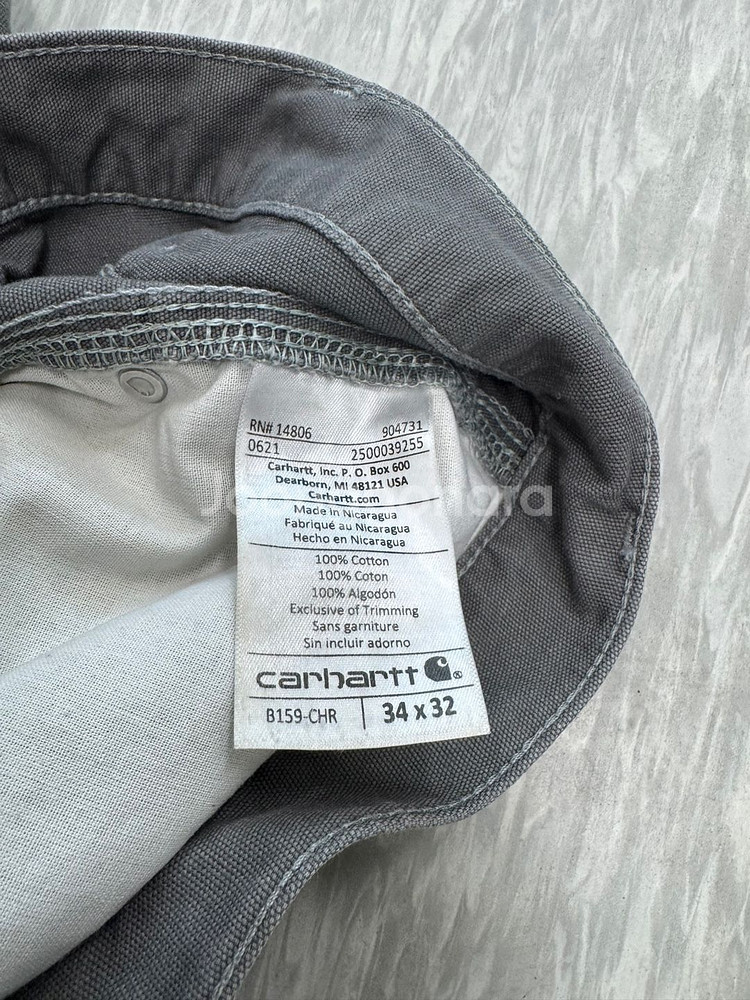 RN# 14806 904731
0621 2500039255
Carhartt, Inc. P. O. Box 600
Dearborn, MI 48121 USA
Carhartt.com
Made in Nicaragua
Fabriqué au Nicaragua
Hecho en Nicaragua
100% Cotton
100% Coton
100% Algodón
Exclusive of Trimming
Sans garniture
Sin incluir adorno
carhartt ®
B159-CHR 34 x 32